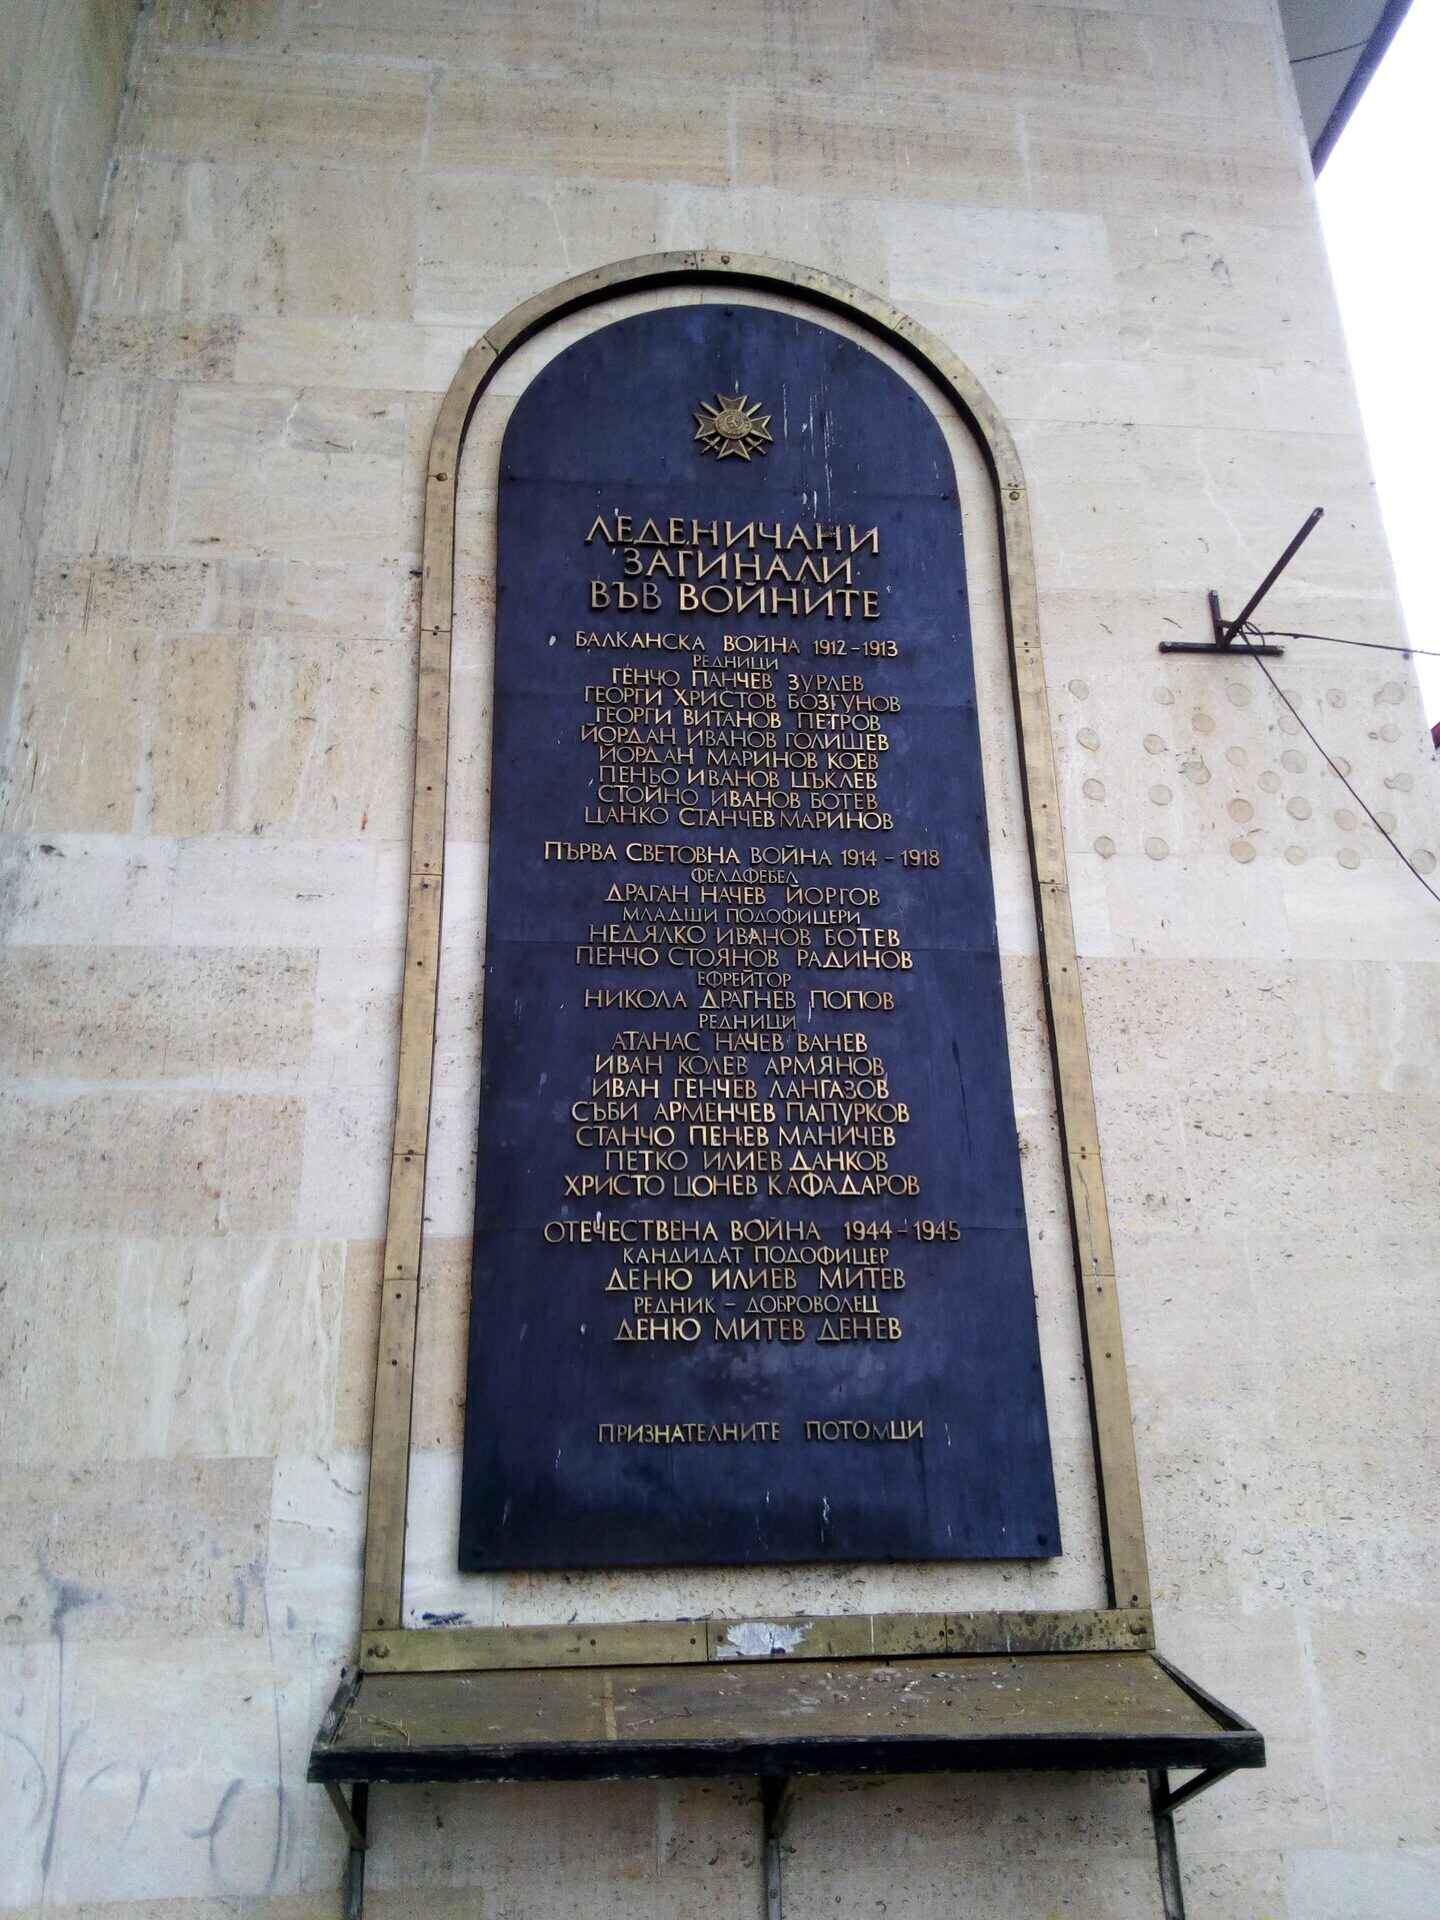 ЛЕДЕНИЧАНИ
ЗАГИНАЛИ
ВЪВ ВОЙНИТЕ
БАЛКАНСКА ВОЙНА 1912-1913
РЕДНИЦИ
ГЕНЧО ПАНЧЕВ ЗУРЛЕВ
ГЕОРГИ ХРИСТОВ БОЗГУНОВ
ГЕОРГИ ВИТАНОВ ПЕТРОВ
ЙОРДАН ИВАНОВ ГОЛИШЕВ
ЙОРДАН МАРИНОВ КОЕВ
ПЕНЬО ИВАНОВ ЦЪКЛЕВ
СТОЙНО ИВАНОВ БОТЕВ
ЦАНКО СТАНЧЕВ МАРИНОВ
ПЪРВА СВЕТОВНА ВОЙНА 1914 - 1918
ФЕЛДФЕБЕЛ
ДРАГАН НАЧЕВ ЙОРГОВ
МЛАДШИ ПОДОФИЦЕРИ
НЕДЯЛКО ИВАНОВ БОТЕВ
ПЕНЧО СТОЯНОВ РАДИНОВ
ЕФРЕЙТОР
НИКОЛА ДРАГНЕВ ПОПОВ
РЕДНИЦИ
АТАНАС НАЧЕВ ВАНЕВ
ИВАН КОЛЕВ АРМЯНОВ
ИВАН ГЕНЧЕВ ЛАНГАЗОВ
СЪБИ АРМЕНЧЕВ ПАПУРКОВ
СТАНЧО ПЕНЕВ МАНИЧЕВ
ПЕТКО ИЛИЕВ ДАНКОВ
ХРИСТО ЦОНЕВ КАФАДАРОВ
ОТЕЧЕСТВЕНА ВОЙНА 1944-1945
КАНДИДАТ ПОДОФИЦЕР
ДЕНЮ ИЛИЕВ МИТЕВ
РЕДНИК - ДОБРОВОЛЕЦ
ДЕНЮ МИТЕВ ДЕНЕВ
ПРИЗНАТЕЛНИТЕ ПОТОМЦИ